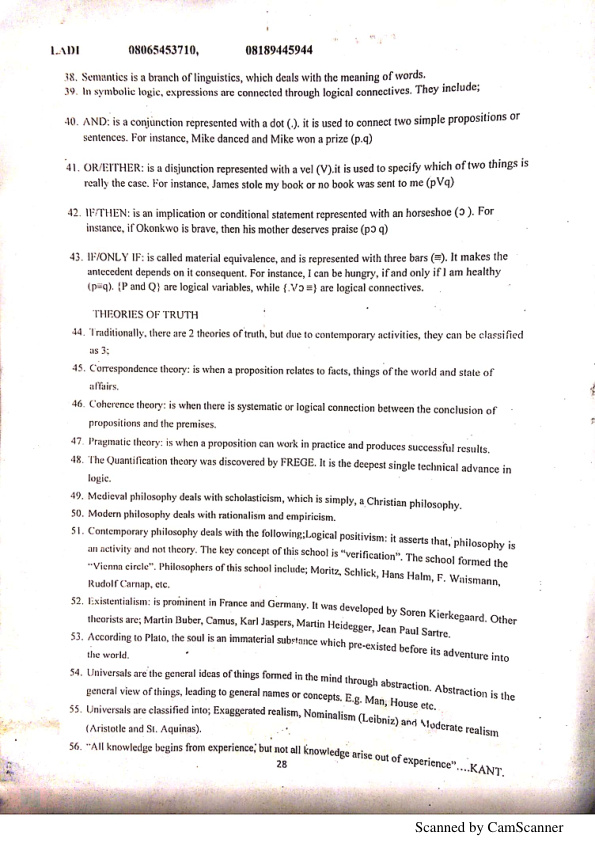 LADI 08065453710, 08189445944
38. Semantics is a branch of linguistics, which deals with the meaning of words.
39. In symbolic logic, expressions are connected through logical connectives. They include;
40. AND: is a conjunction represented with a dot (.). it is used to connect two simple propositions or
sentences. For instance, Mike danced and Mike won a prize (p.q)
41. OR/EITHER: is a disjunction represented with a vel (V).it is used to specify which of two things is
really the case. For instance, James stole my book or no book was sent to me (pVq)
42. IF/THEN: is an implication or conditional statement represented with an horseshoe (Ɔ ). For
instance, if Okonkwo is brave, then his mother deserves praise (pƆ q)
43. IF/ONLY IF: is called material equivalence, and is represented with three bars (≡). It makes the
antecedent depends on it consequent. For instance, I can be hungry, if and only if I am healthy
(p≡q). {P and Q} are logical variables, while {.VƆ ≡} are logical connectives.
THEORIES OF TRUTH
44. Traditionally, there are 2 theories of truth, but due to contemporary activities, they can be classified
as 3;
45. Correspondence theory: is when a proposition relates to facts, things of the world and state of
affairs.
46. Coherence theory: is when there is systematic or logical connection between the conclusion of
propositions and the premises.
47. Pragmatic theory: is when a proposition can work in practice and produces successful results.
48. The Quantification theory was discovered by FREGE. It is the deepest single technical advance in
logic.
49. Medieval philosophy deals with scholasticism, which is simply, a Christian philosophy.
50. Modern philosophy deals with rationalism and empiricism.
51. Contemporary philosophy deals with the following;Logical positivism: it asserts that, philosophy is
an activity and not theory. The key concept of this school is "verification". The school formed the
"Vienna circle". Philosophers of this school include; Moritz, Schlick, Hans Halm, F. Waismann,
Rudolf Carnap, etc.
52. Existentialism: is prominent in France and Germany. It was developed by Soren Kierkegaard. Other
theorists are; Martin Buber, Camus, Karl Jaspers, Martin Heidegger, Jean Paul Sartre.
53. According to Plato, the soul is an immaterial substance which pre-existed before its adventure into
the world.
54. Universals are the general ideas of things formed in the mind through abstraction. Abstraction is the
general view of things, leading to general names or concepts. E.g. Man, House etc.
55. Universals are classified into; Exaggerated realism, Nominalism (Leibniz) and Moderate realism
(Aristotle and St. Aquinas).
56. "All knowledge begins from experience, but not all knowledge arise out of experience"....KANT.
28
Scanned by CamScanner